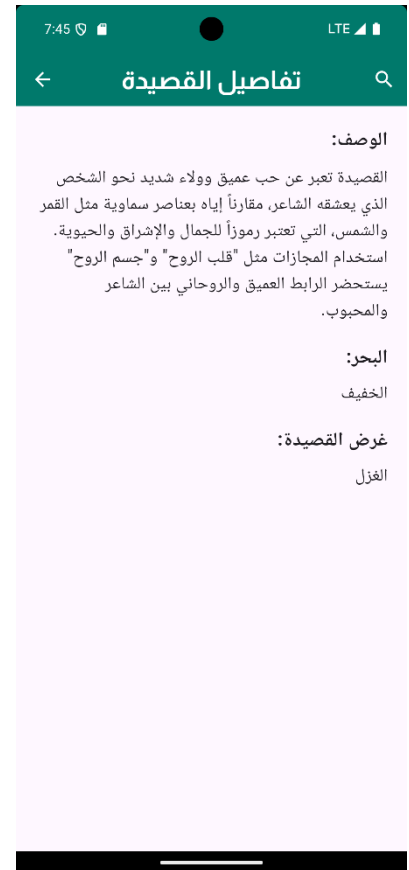 7:45 LTE
تفاصيل القصيدة
الوصف:
القصيدة تعبر عن حب عميق وولاء شديد نحو الشخص
الذي يعشقه الشاعر، مقارناً إياه بعناصر سماوية مثل القمر
والشمس، التي تعتبر رموزاً للجمال والإشراق والحيوية.
استخدام المجازات مثل "قلب الروح" و"جسم الروح"
يستحضر الرابط العميق والروحاني بين الشاعر
والمحبوب.
البحر:
الخفيف
غرض القصيدة:
الغزل